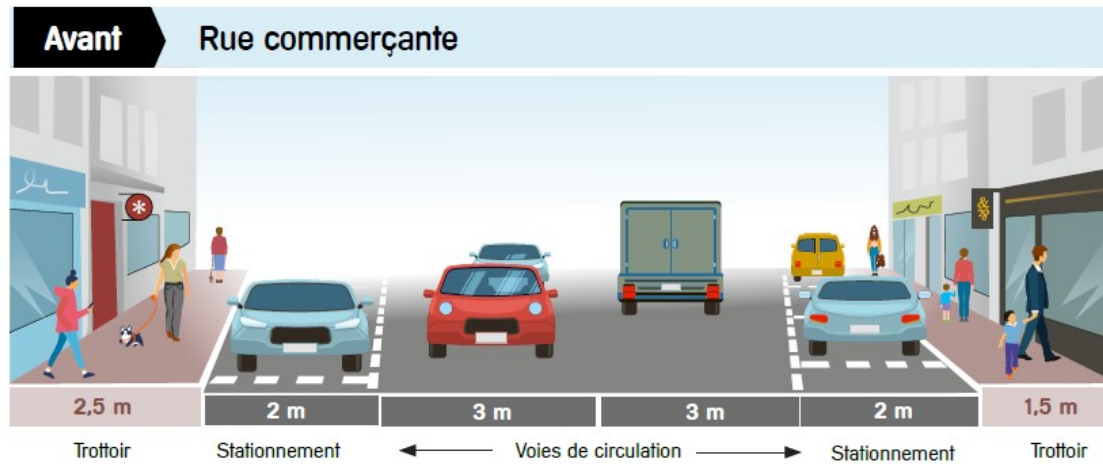 Avant Rue commerçante
2,5 m 2 m 3 m 3 m 2 m 1,5 m
Trottoir Stationnement Voies de circulation Stationnement Trottoir